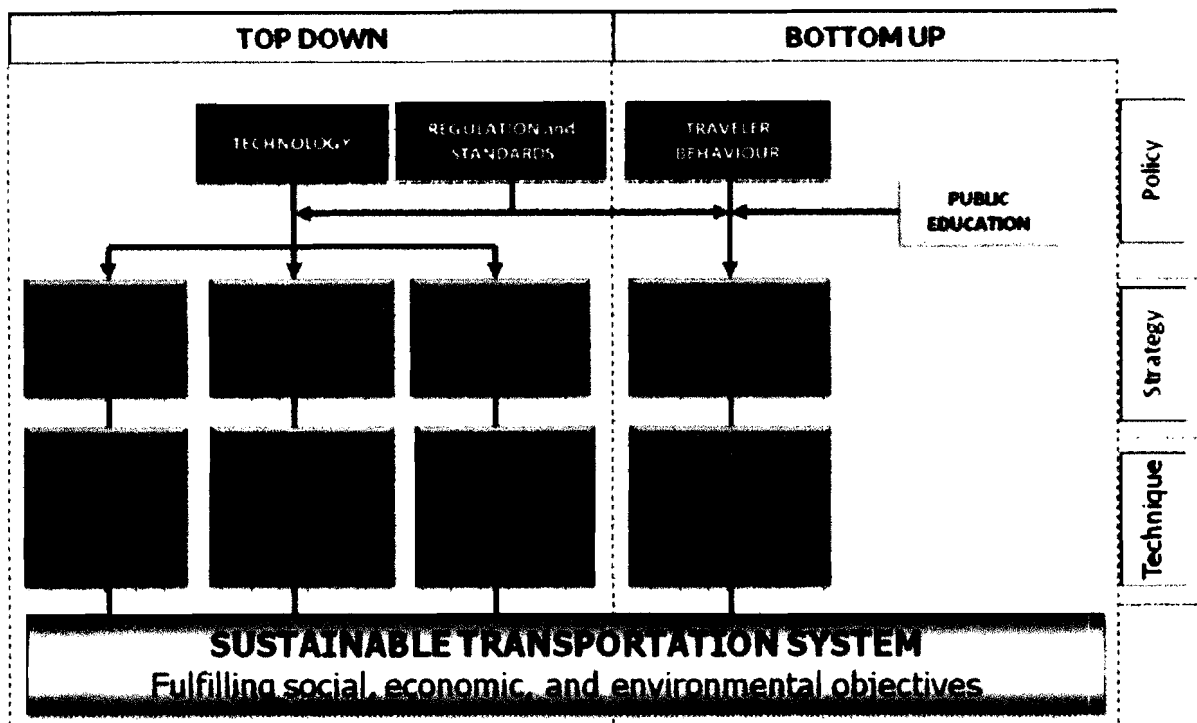 TOP DOWN
BOTTOM UP
TECHNOLOGY
REGULATION and
STANDARDS
TRAVELER
BEHAVIOUR
PUBLIC
EDUCATION
Policy
Strategy
Technique
SUSTAINABLE TRANSPORTATION SYSTEM
Fulfilling social, economic, and environmental objectives